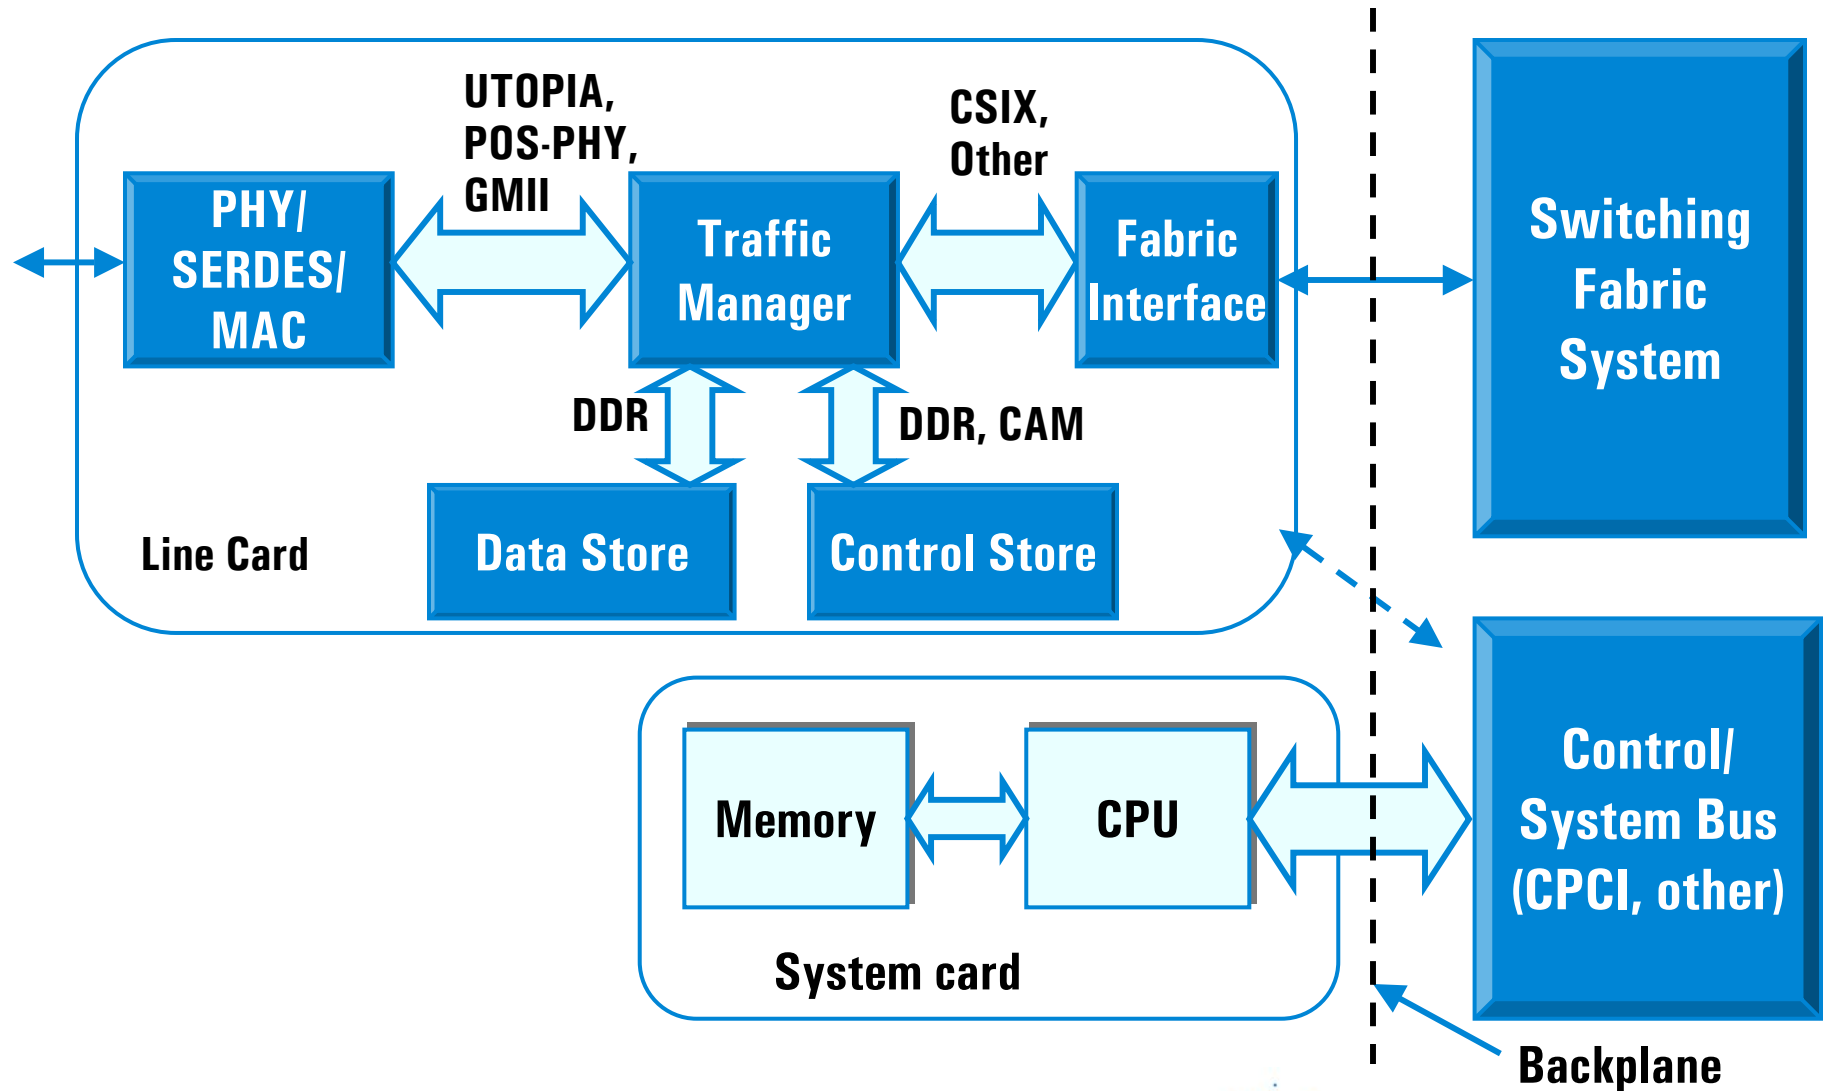 UTOPIA,
POS-PHY,
GMII
CSIX,
Other
PHY/
SERDES/
MAC
Traffic
Manager
Fabric
Interface
Switching
Fabric
System
DDR
DDR, CAM
Line Card
Data Store
Control Store
Memory
CPU
Control/
System Bus
(CPCI, other)
System card
Backplane